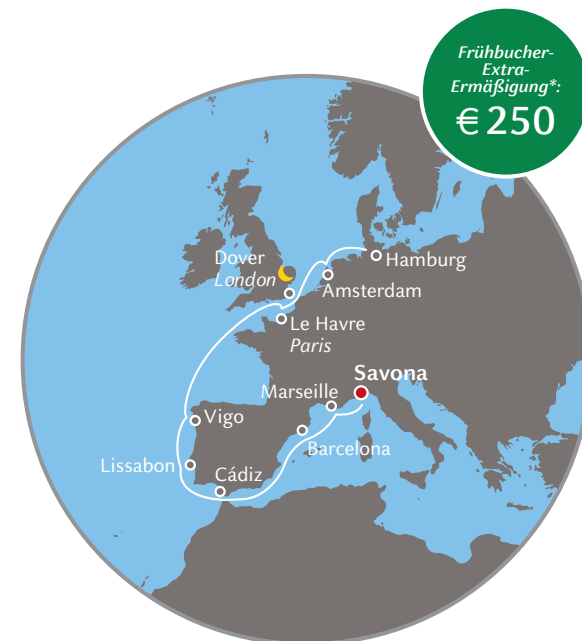 Frühbucher-
Extra-
Ermäßigung*:
€ 250
Dover
London
Hamburg
Amsterdam
Le Havre
Paris
Savona
Marseille
Vigo
Barcelona
Lissabon
Cádiz